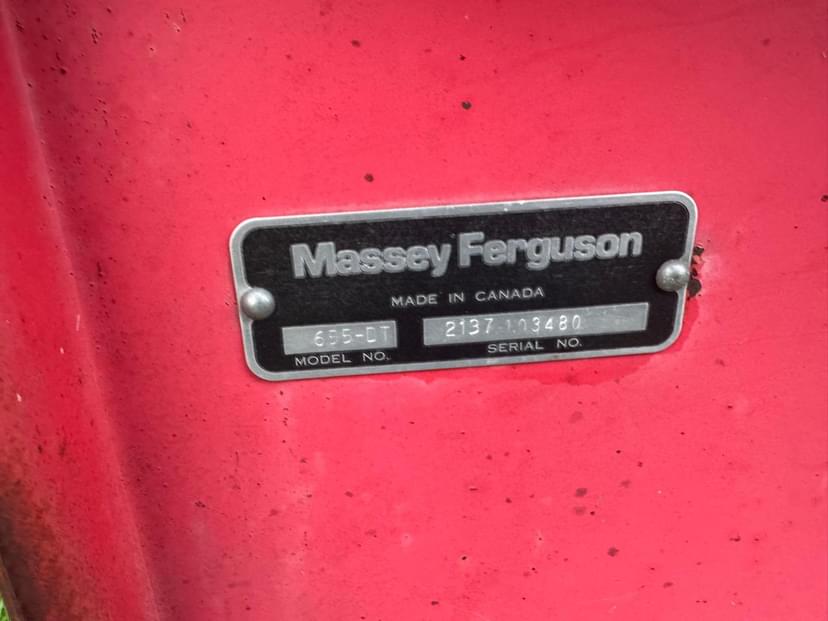 Massey Ferguson
MADE IN CANADA
655-DT 2137-103480
MODEL NO. SERIAL NO.